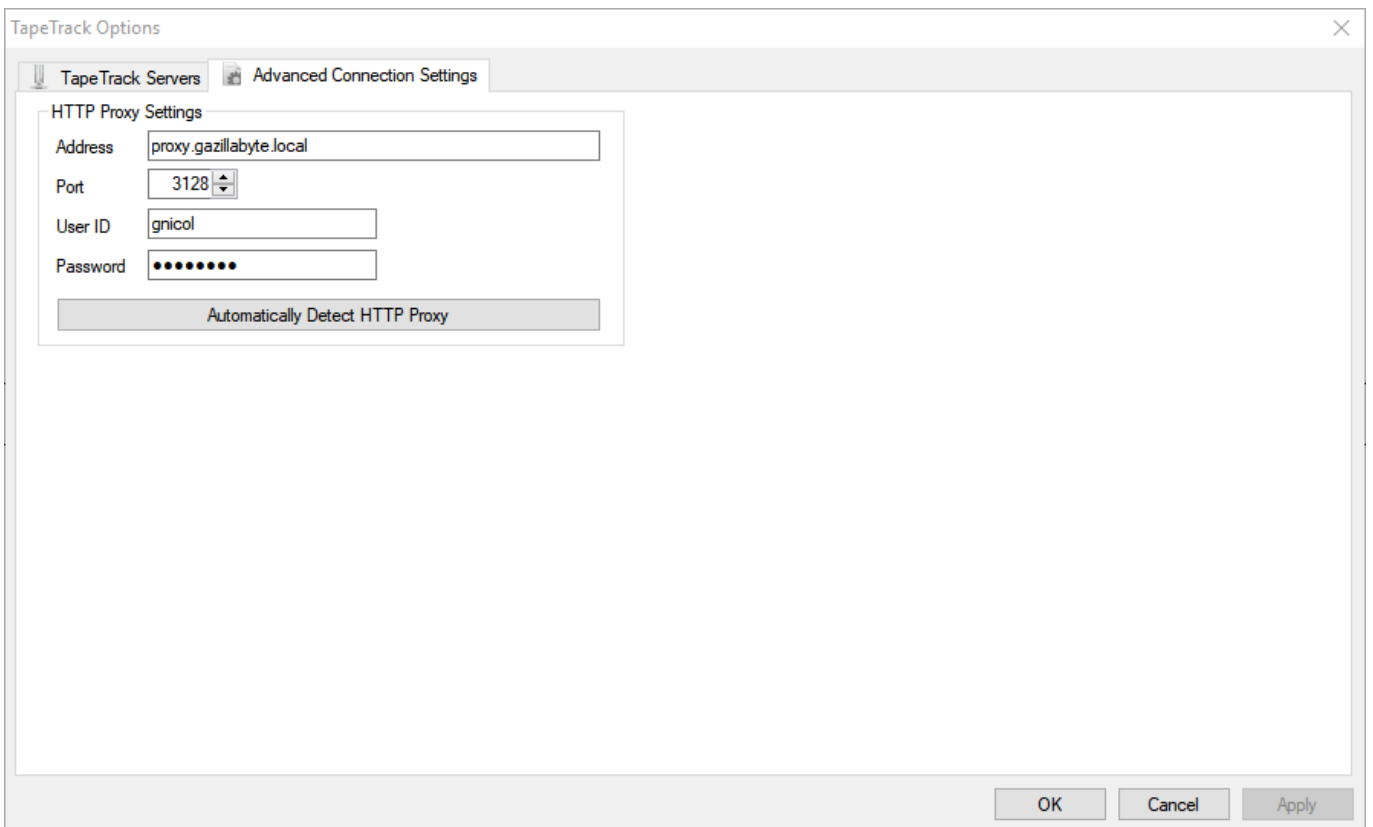 TapeTrack Options
TapeTrack Servers Advanced Connection Settings
HTTP Proxy Settings
Address proxy.gazillabyte.local
Port 3128
User ID gnicol
Password ●●●●●●●●
Automatically Detect HTTP Proxy
OK Cancel Apply